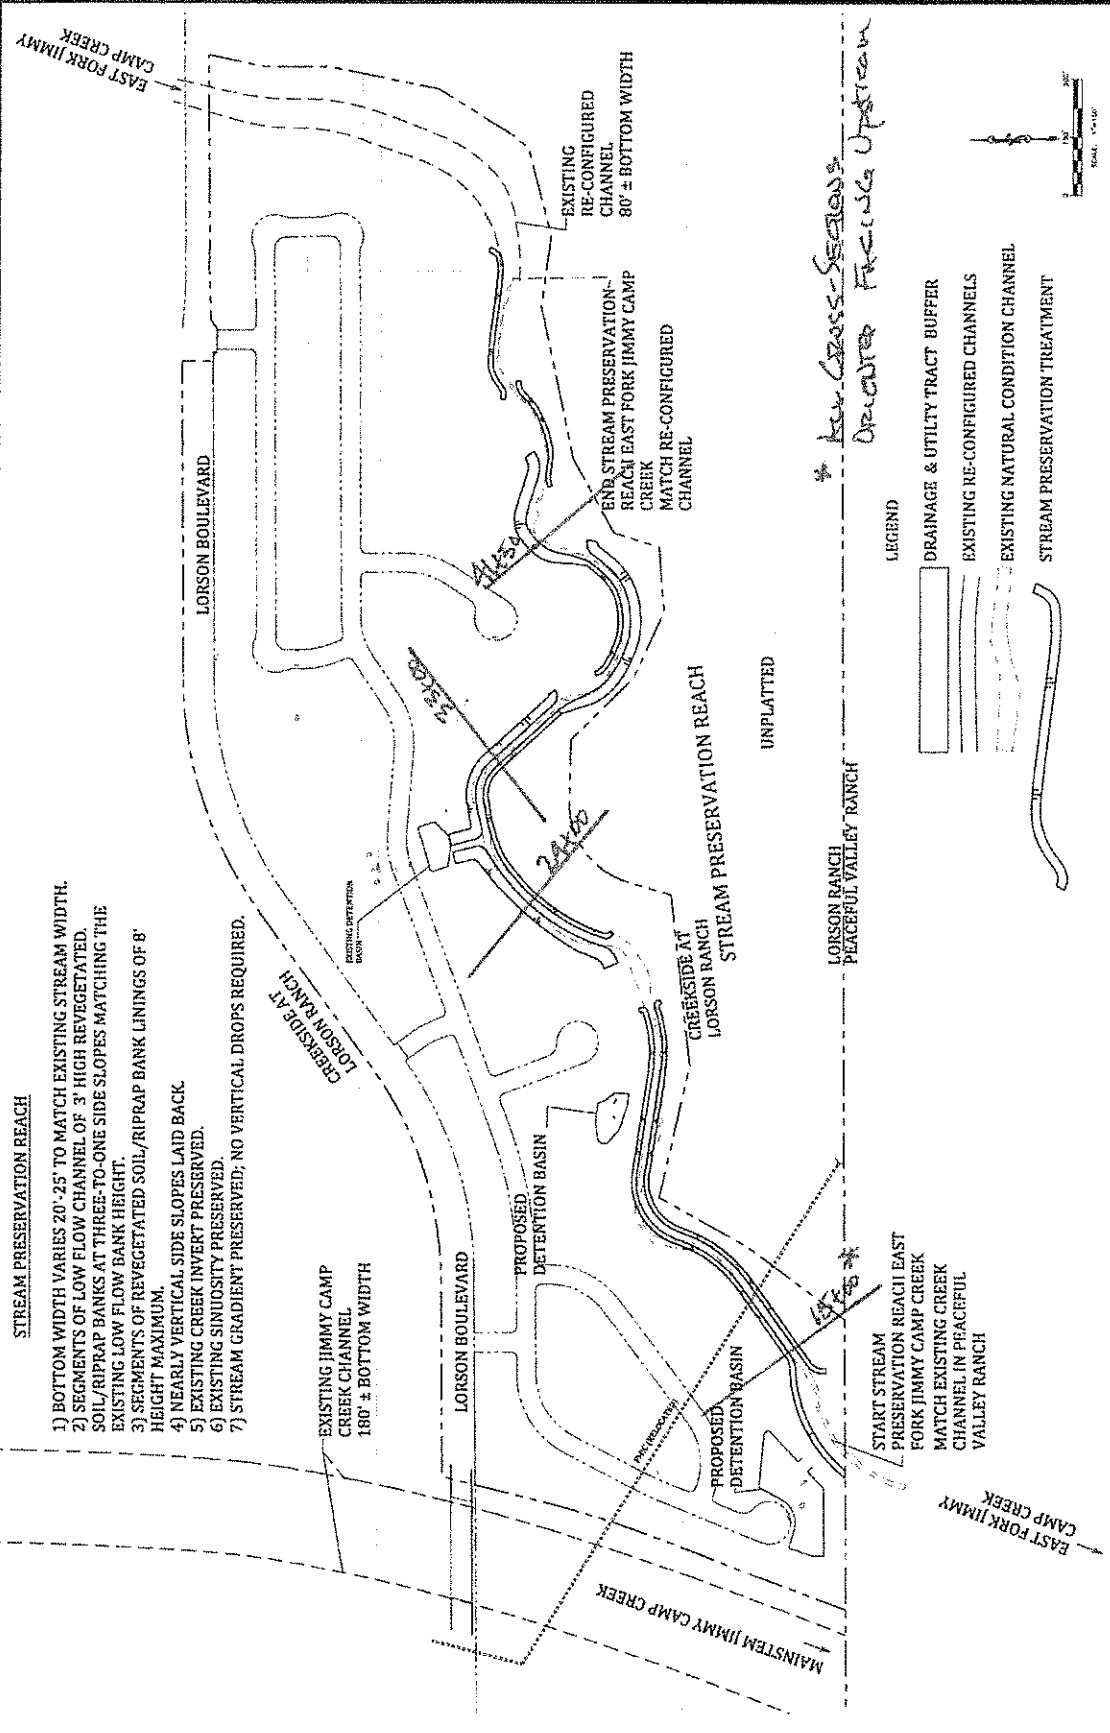 STREAM PRESERVATION REACH
1) BOTTOM WIDTH VARIES 20'-25' TO MATCH EXISTING STREAM WIDTH.
2) SEGMENTS OF LOW FLOW CHANNEL OF 3' HIGH REVEGETATED.
SOIL/RIPRAP BANKS AT THREE-TO-ONE SIDE SLOPES MATCHING THE
EXISTING LOW FLOW BANK HEIGHT.
3) SEGMENTS OF REVEGETATED SOIL/RIPRAP BANK LININGS OF 8'
HEIGHT MAXIMUM.
4) NEARLY VERTICAL SIDE SLOPES LAID BACK.
5) EXISTING CREEK INVERT PRESERVED.
6) EXISTING SINUOSITY PRESERVED.
7) STREAM GRADIENT PRESERVED; NO VERTICAL DROPS REQUIRED.
EAST FORK JIMMY
CAMP CREEK
LORSON BOULEVARD
EXISTING
RE-CONFIGURED
CHANNEL
80' ± BOTTOM WIDTH
END STREAM PRESERVATION
REACH EAST FORK JIMMY CAMP
CREEK
MATCH RE-CONFIGURED
CHANNEL
CREEKSIDE AT
LORSON RANCH
EXISTING DETENTION
BASIN
EXISTING JIMMY CAMP
CREEK CHANNEL
180' ± BOTTOM WIDTH
LORSON BOULEVARD
PROPOSED
DETENTION BASIN
33+00
24+00
15+00 *
CREEKSIDE AT
LORSON RANCH
STREAM PRESERVATION REACH
UNPLATTED
PROPOSED
DETENTION BASIN
START STREAM
PRESERVATION REACH EAST
FORK JIMMY CAMP CREEK
MATCH EXISTING CREEK
CHANNEL IN PEACEFUL
VALLEY RANCH
MAINSTEM JIMMY CAMP CREEK
EAST FORK JIMMY
CAMP CREEK
LORSON RANCH
PEACEFUL VALLEY RANCH
* ALL CROSS-SECTIONS
ORIENTED FACING Upstream
LEGEND
DRAINAGE & UTILTY TRACT BUFFER
EXISTING RE-CONFIGURED CHANNELS
EXISTING NATURAL CONDITION CHANNEL
STREAM PRESERVATION TREATMENT